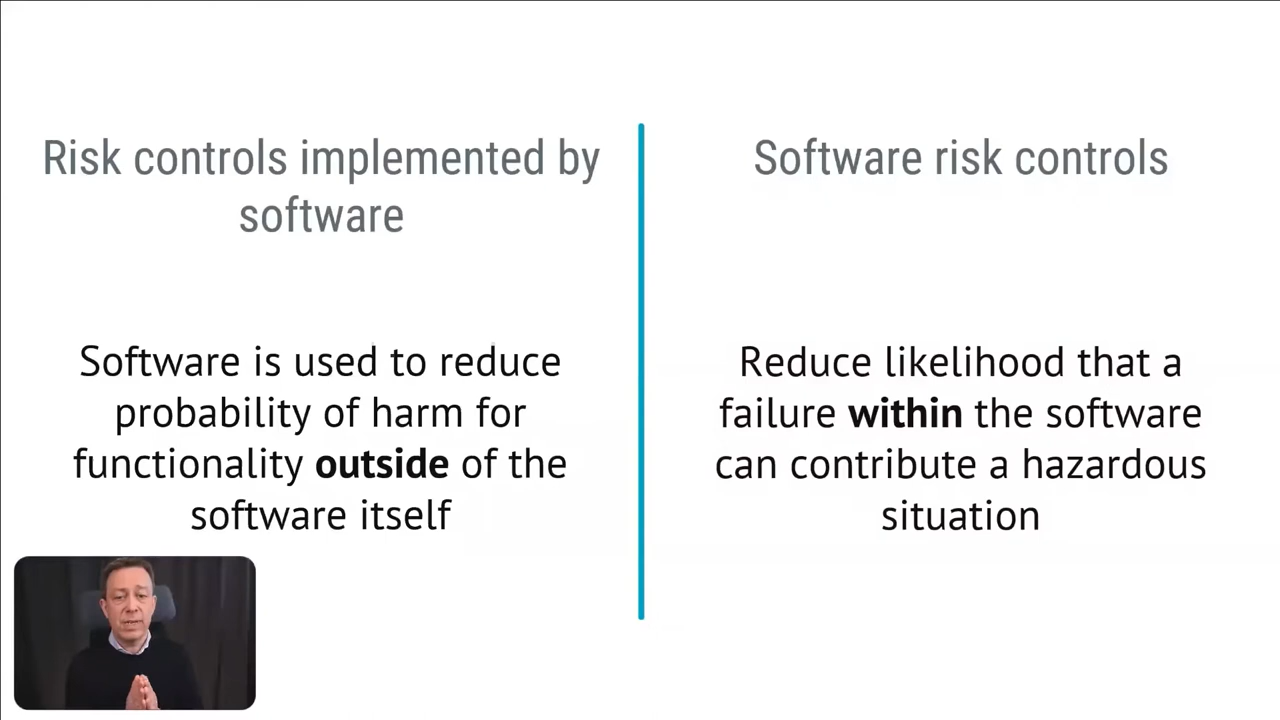 Risk controls implemented by
software
Software is used to reduce
probability of harm for
functionality outside of the
software itself
Software risk controls
Reduce likelihood that a
failure within the software
can contribute a hazardous
situation